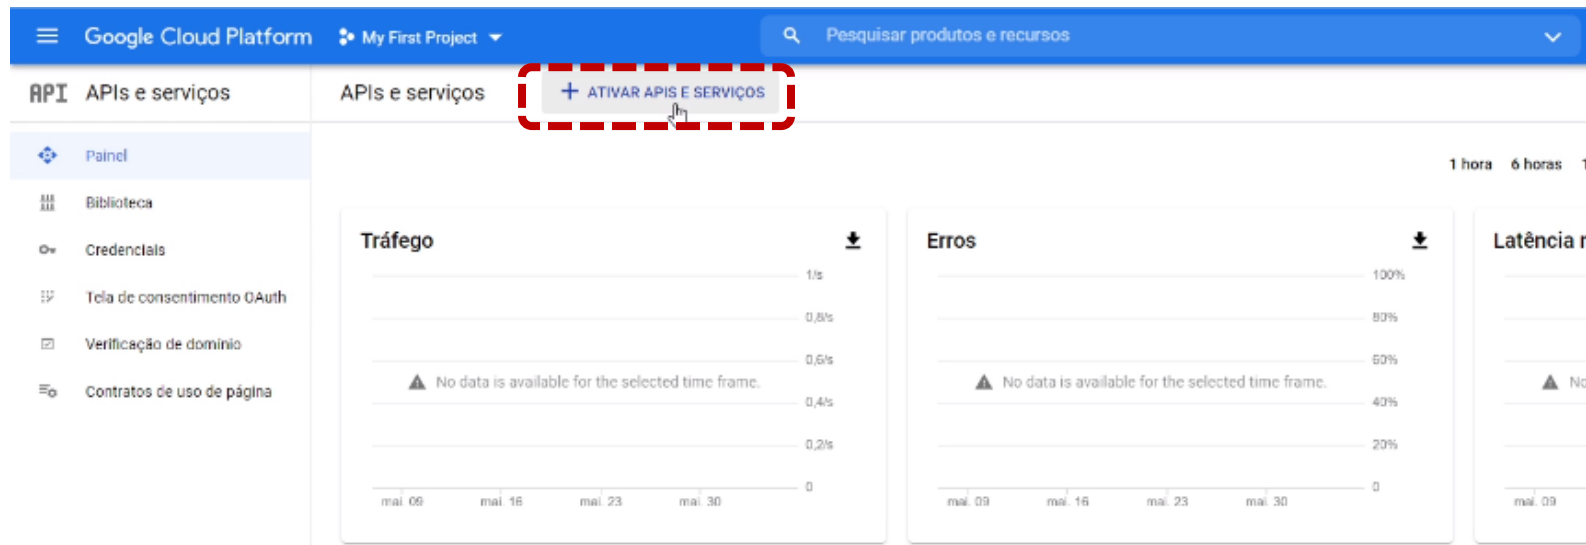 Google Cloud Platform My First Project Pesquisar produtos e recursos
API APIs e serviços APIs e serviços + ATIVAR APIS E SERVIÇOS
Painel
1 hora 6 horas 1
Biblioteca
Credenciais
Tela de consentimento OAuth
Verificação de domínio
Contratos de uso de página
Tráfego
1/s
0,8/s
0,6/s
No data is available for the selected time frame.
0,4/s
0,2/s
0
mai. 09 mai. 16 mai. 23 mai. 30
Erros
100%
80%
60%
No data is available for the selected time frame.
40%
20%
0
mai. 09 mai. 16 mai. 23 mai. 30
Latência
No
mai. 09